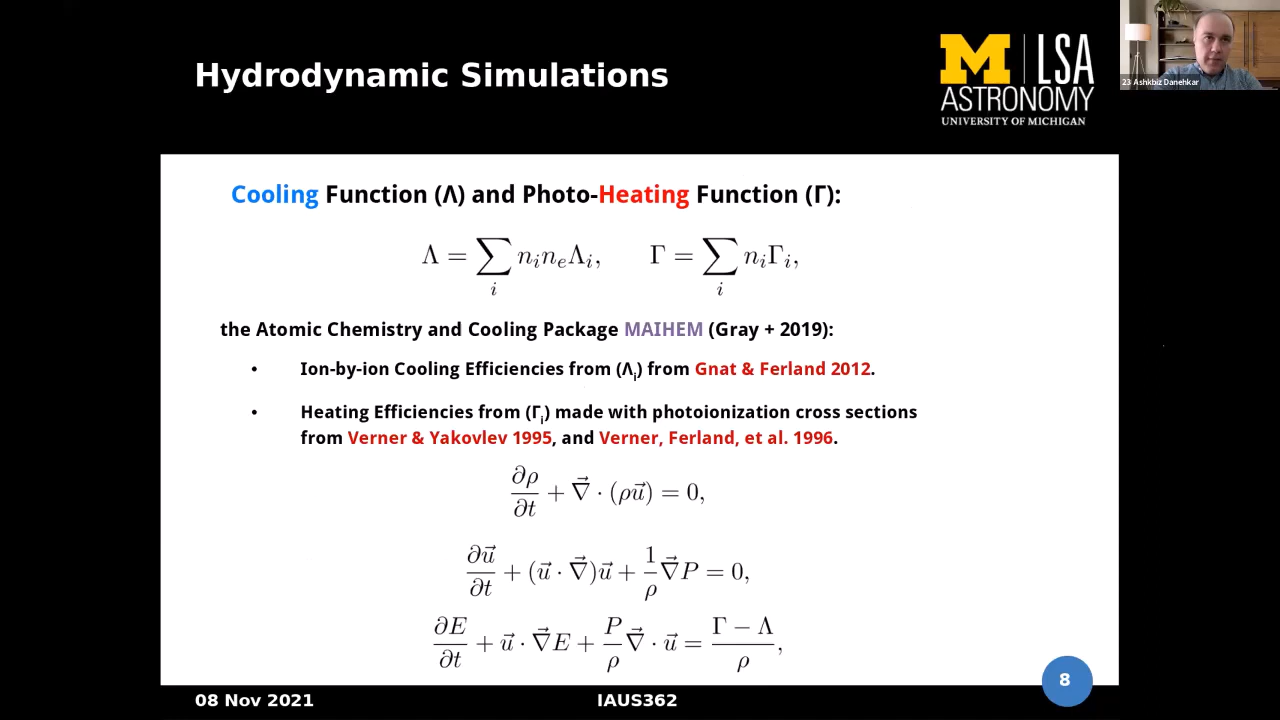 Hydrodynamic Simulations
M | LSA
ASTRONOMY
UNIVERSITY OF MICHIGAN
23 Ashkbiz Danehkar
Cooling Function (Λ) and Photo-Heating Function (Γ):
Λ = ∑_i n_i n_e Λ_i,  Γ = ∑_i n_i Γ_i,
the Atomic Chemistry and Cooling Package MAIHEM (Gray + 2019):
• Ion-by-ion Cooling Efficiencies from (Λ_i) from Gnat & Ferland 2012.
• Heating Efficiencies from (Γ_i) made with photoionization cross sections
from Verner & Yakovlev 1995, and Verner, Ferland, et al. 1996.
∂ρ/∂t + ∇⃗ · (ρu⃗) = 0,
∂u⃗/∂t + (u⃗ · ∇⃗)u⃗ + 1/ρ ∇⃗P = 0,
∂E/∂t + u⃗ · ∇⃗E + P/ρ ∇⃗ · u⃗ = (Γ − Λ)/ρ,
8
08 Nov 2021
IAUS362